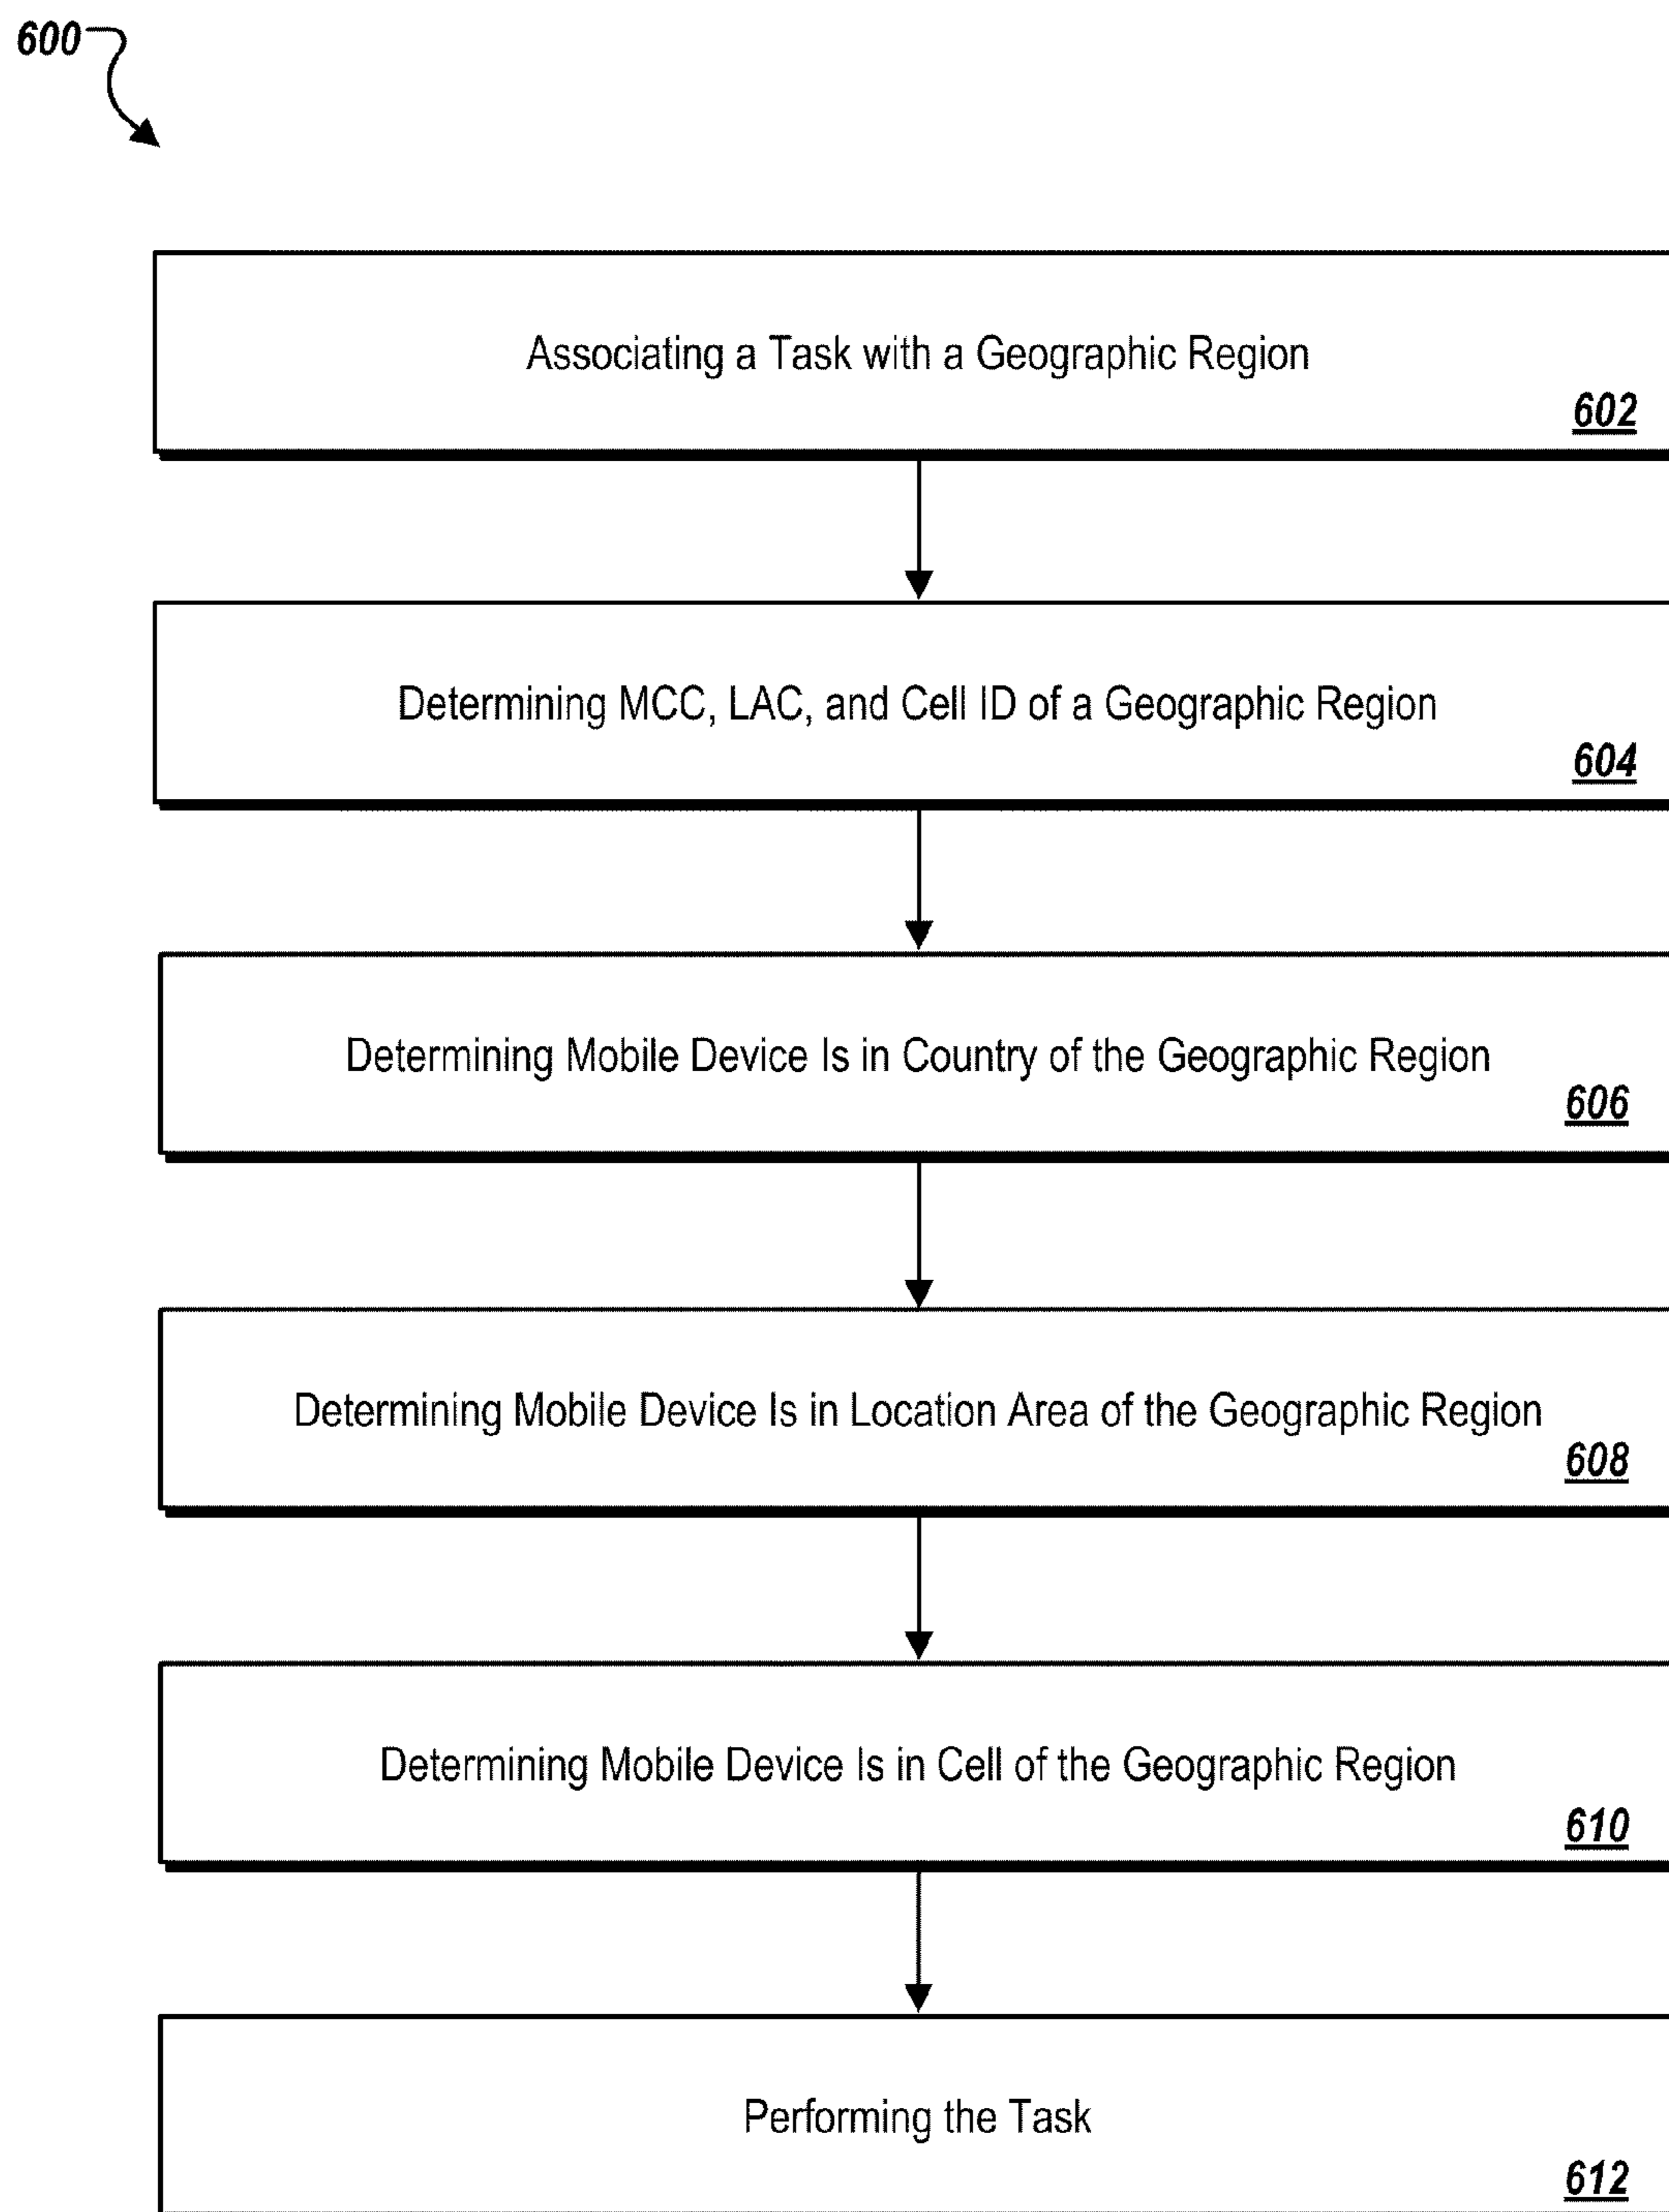 600
Associating a Task with a Geographic Region
602
Determining MCC, LAC, and Cell ID of a Geographic Region
604
Determining Mobile Device Is in Country of the Geographic Region
606
Determining Mobile Device Is in Location Area of the Geographic Region
608
Determining Mobile Device Is in Cell of the Geographic Region
610
Performing the Task
612